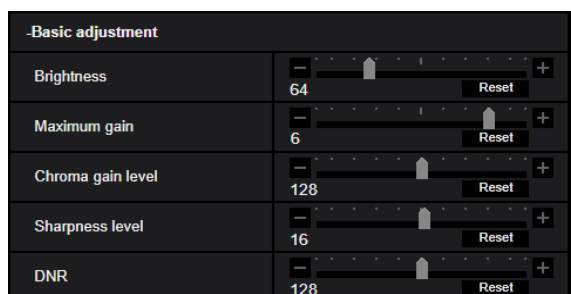 -Basic adjustment
Brightness
64 Reset
Maximum gain
6 Reset
Chroma gain level
128 Reset
Sharpness level
16 Reset
DNR
128 Reset